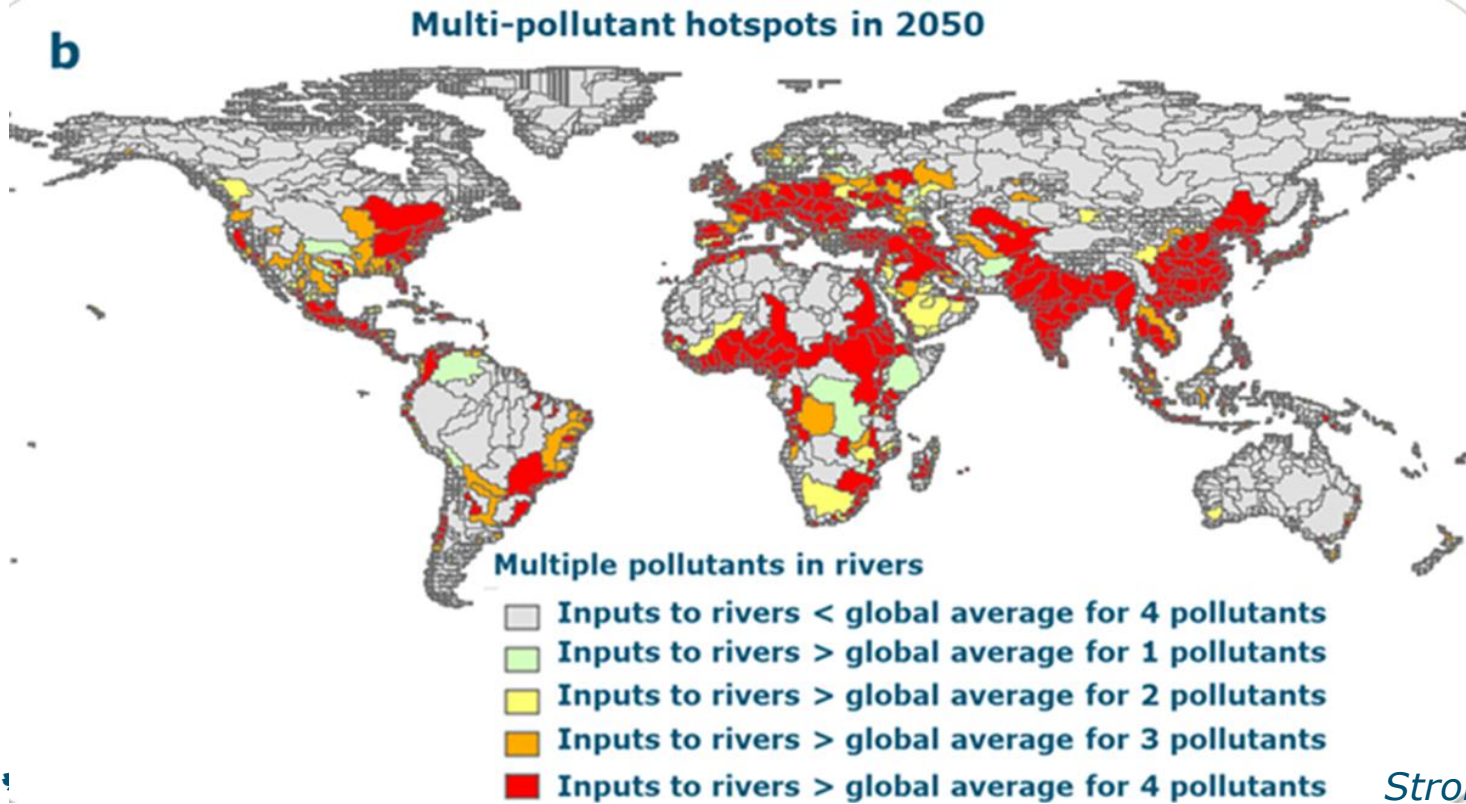 Multi-pollutant hotspots in 2050
b
Multiple pollutants in rivers
Inputs to rivers < global average for 4 pollutants
Inputs to rivers > global average for 1 pollutants
Inputs to rivers > global average for 2 pollutants
Inputs to rivers > global average for 3 pollutants
Inputs to rivers > global average for 4 pollutants